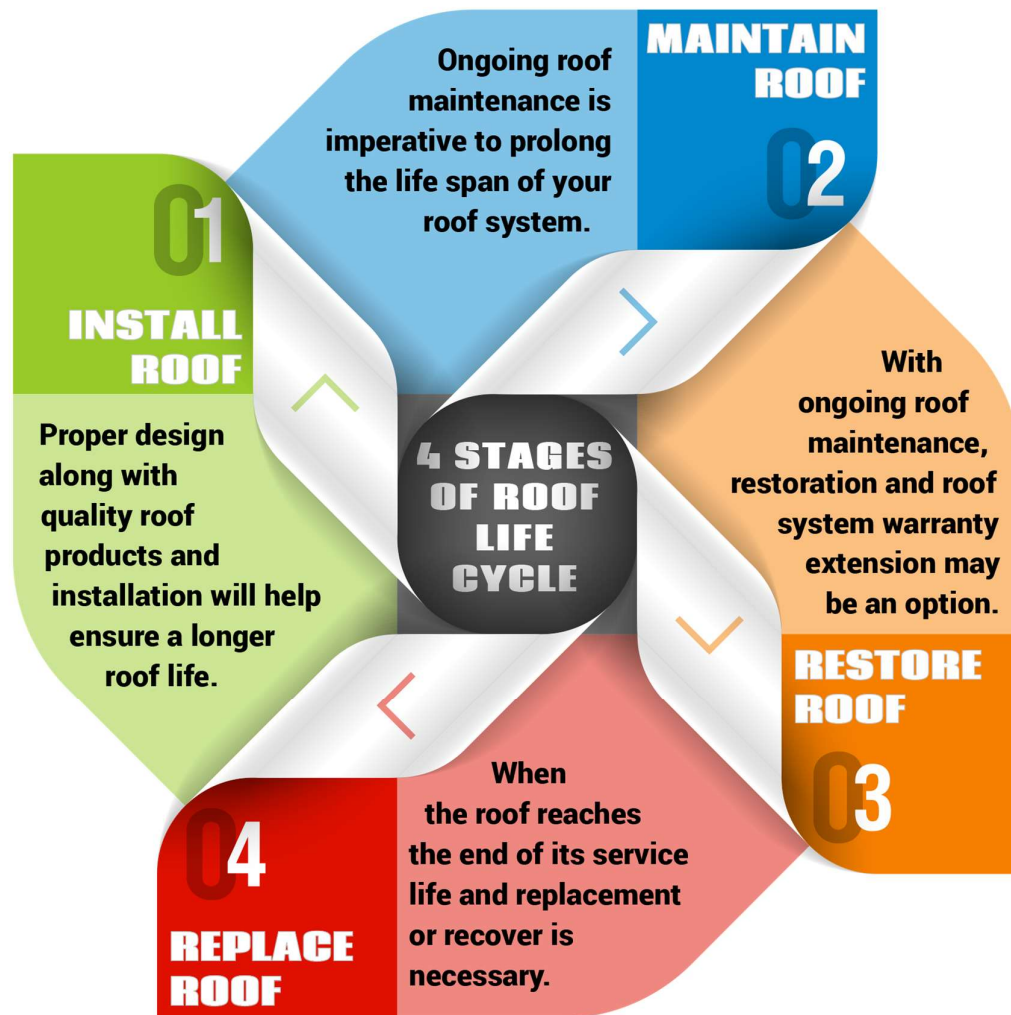 4 STAGES
OF ROOF
LIFE
CYCLE
01
INSTALL
ROOF
Proper design
along with
quality roof
products and
installation will help
ensure a longer
roof life.
MAINTAIN
ROOF
02
Ongoing roof
maintenance is
imperative to prolong
the life span of your
roof system.
With
ongoing roof
maintenance,
restoration and roof
system warranty
extension may
be an option.
RESTORE
ROOF
03
04
REPLACE
ROOF
When
the roof reaches
the end of its service
life and replacement
or recover is
necessary.